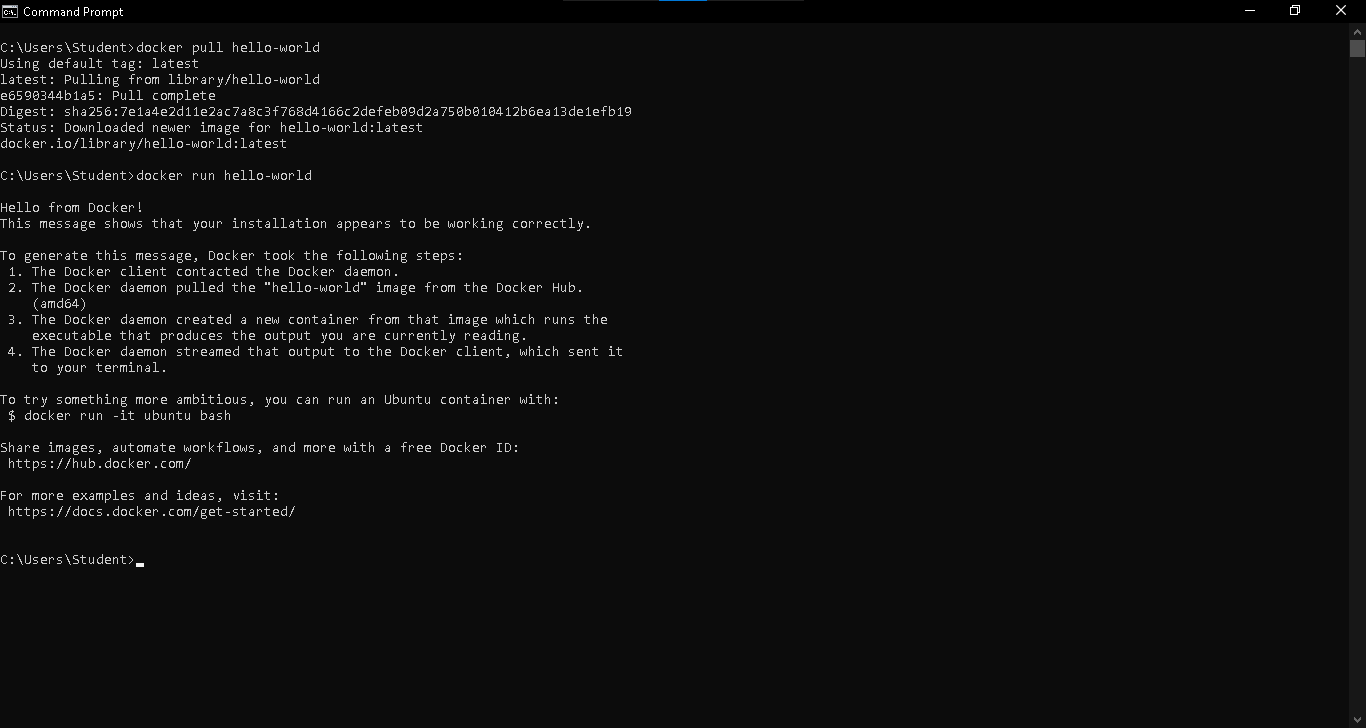 Command Prompt
C:\Users\Student>docker pull hello-world
Using default tag: latest
latest: Pulling from library/hello-world
e6590344b1a5: Pull complete
Digest: sha256:7e1a4e2d11e2ac7a8c3f768d4166c2defeb09d2a750b010412b6ea13de1efb19
Status: Downloaded newer image for hello-world:latest
docker.io/library/hello-world:latest
C:\Users\Student>docker run hello-world
Hello from Docker!
This message shows that your installation appears to be working correctly.
To generate this message, Docker took the following steps:
1. The Docker client contacted the Docker daemon.
2. The Docker daemon pulled the "hello-world" image from the Docker Hub.
(amd64)
3. The Docker daemon created a new container from that image which runs the
executable that produces the output you are currently reading.
4. The Docker daemon streamed that output to the Docker client, which sent it
to your terminal.
To try something more ambitious, you can run an Ubuntu container with:
$ docker run -it ubuntu bash
Share images, automate workflows, and more with a free Docker ID:
https://hub.docker.com/
For more examples and ideas, visit:
https://docs.docker.com/get-started/
C:\Users\Student>